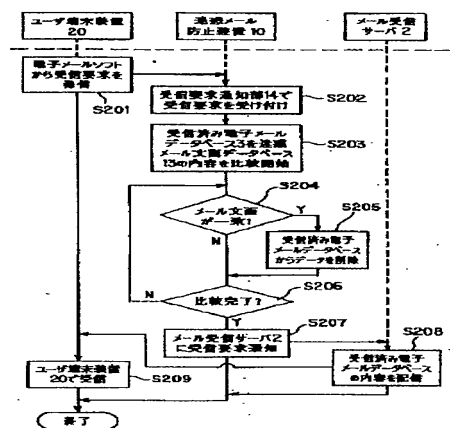 ユーザ端末装置
20
迷惑メール
防止装置10
メール受信
サーバ2
電子メールソフト
から受信要求を
発信
S201
受信要求通知部14で
受信要求を受け付け
S202
受信済み電子メール
データベース3を迷惑
メール文面データベース
13の内容を比較開始
S203
S204
メール文面
が一致?
Y
N
S205
受信済み電子
メールデータベース
からデータを削除
S206
比較完了?
N
Y
S207
メール受信サーバ2
に受信要求通知
S208
受信済み電子
メールデータベース
の内容を配信
ユーザ端末装置
20で受信
S209
終了